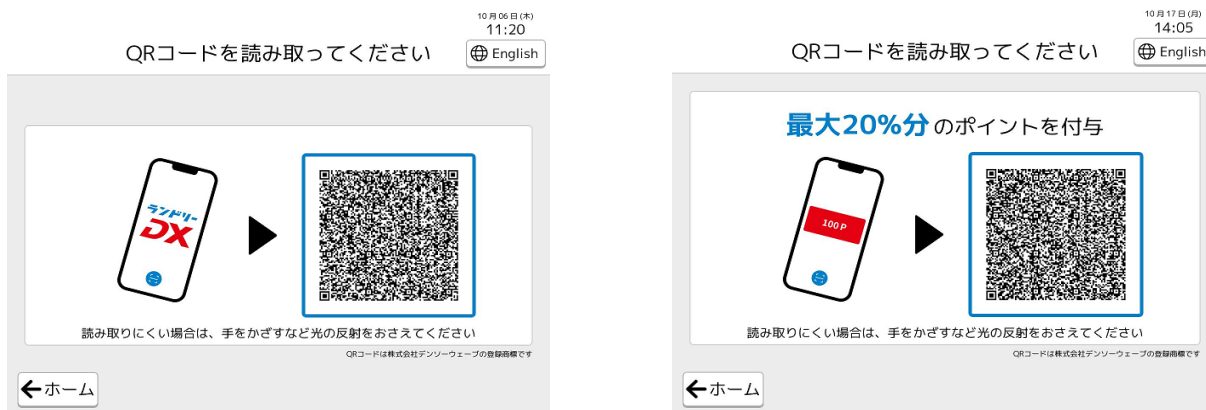 10月06日(木)
11:20
QRコードを読み取ってください
English
ランドリー
DX
読み取りにくい場合は、手をかざすなど光の反射をおさえてください
QRコードは株式会社デンソーウェーブの登録商標です
ホーム
10月17日(月)
14:05
QRコードを読み取ってください
English
最大20%分のポイントを付与
100 P
読み取りにくい場合は、手をかざすなど光の反射をおさえてください
QRコードは株式会社デンソーウェーブの登録商標です
ホーム